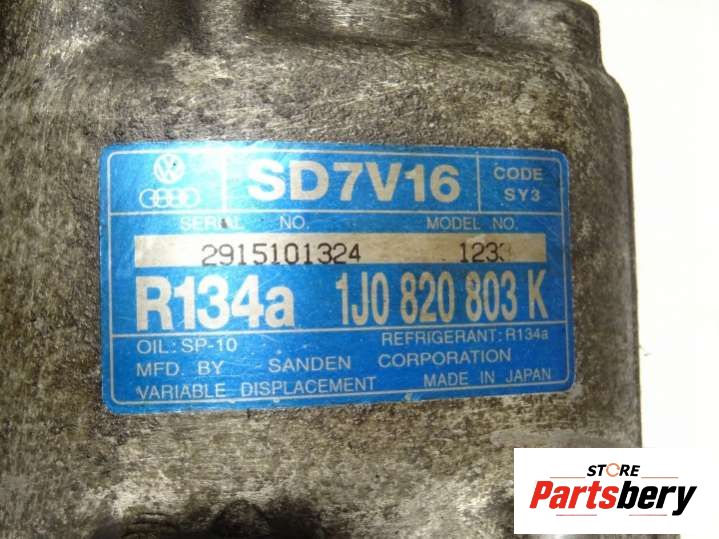 SD7V16
CODE
SY3
SERIAL NO.
MODEL NO.
2915101324
R134a
1J0 820 803 K
OIL: SP-10
REFRIGERANT: R134a
MFD. BY SANDEN CORPORATION
VARIABLE DISPLACEMENT
MADE IN JAPAN
STORE
Partsbery